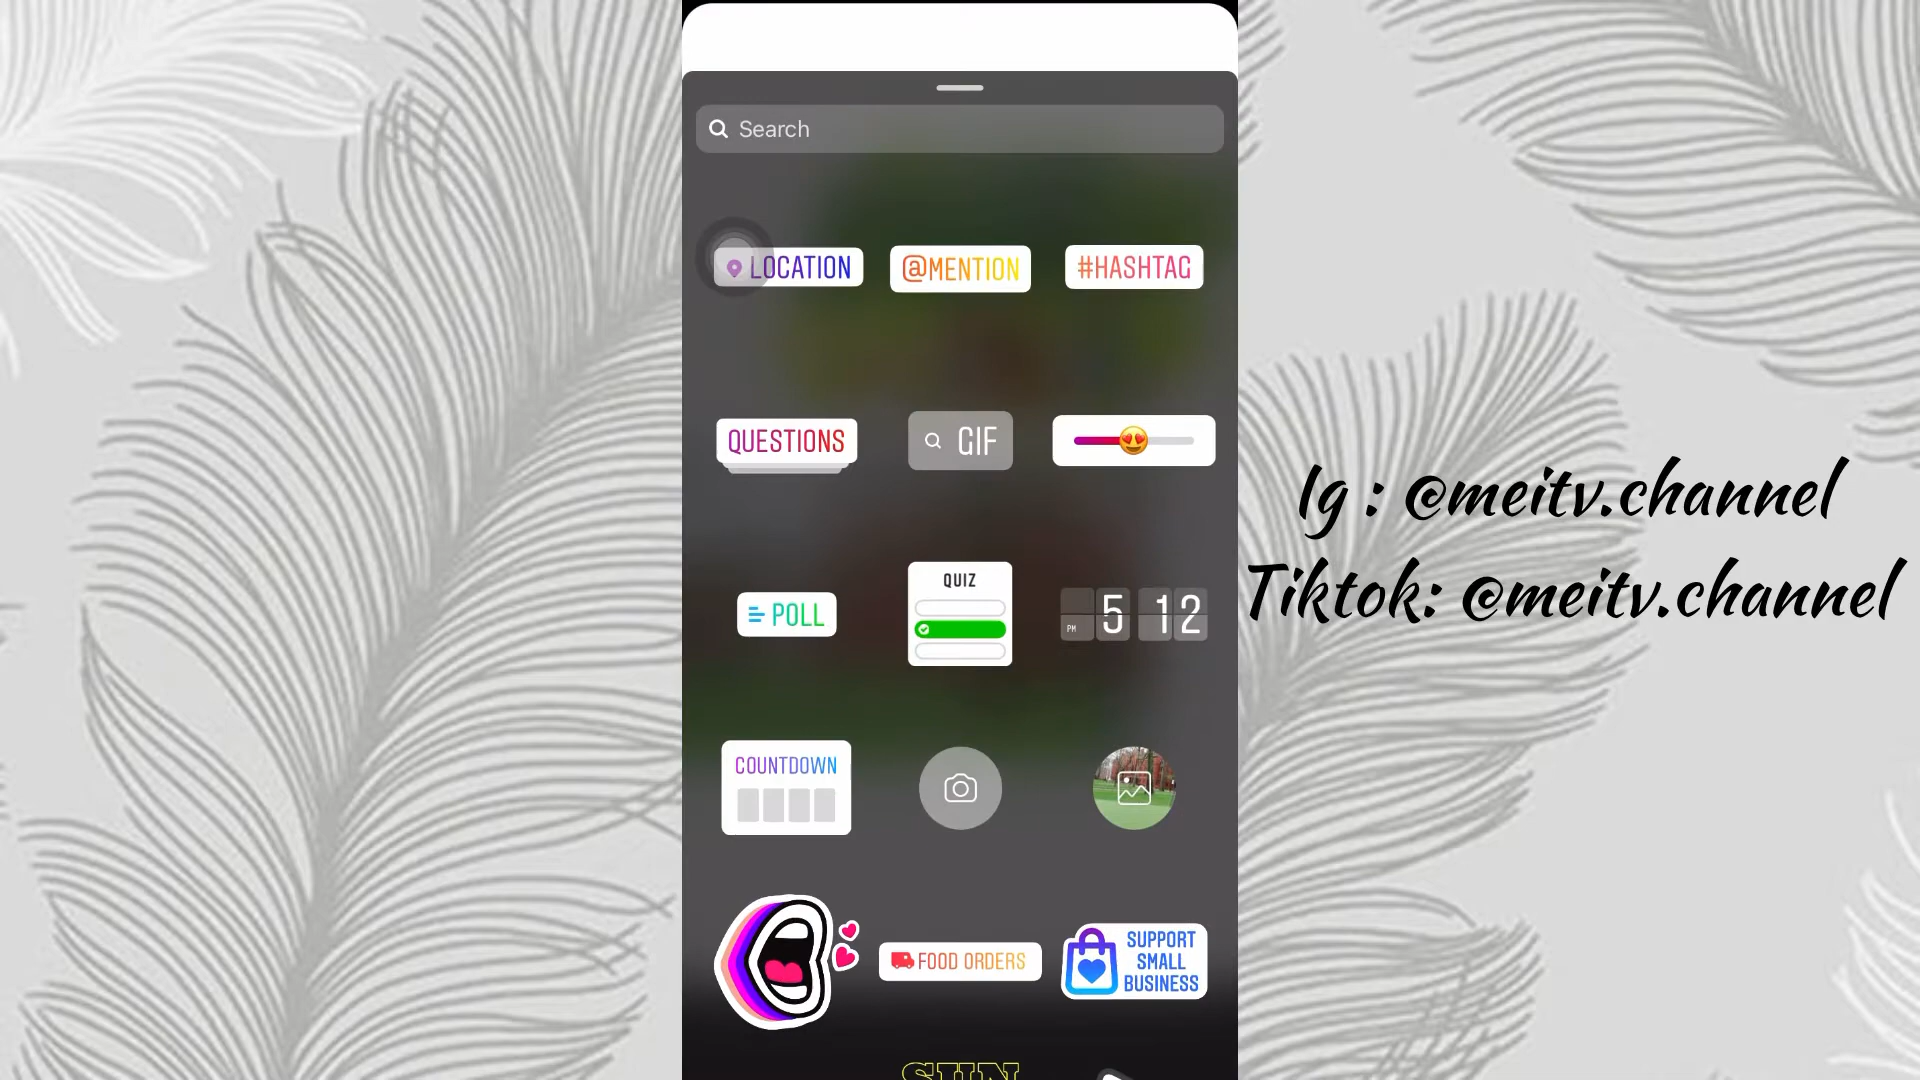 Search
LOCATION
@MENTION
#HASHTAG
QUESTIONS
GIF
POLL
QUIZ
PM
5 12
COUNTDOWN
FOOD ORDERS
SUPPORT
SMALL
BUSINESS
SUN
Ig : @meitv.channel
Tiktok: @meitv.channel